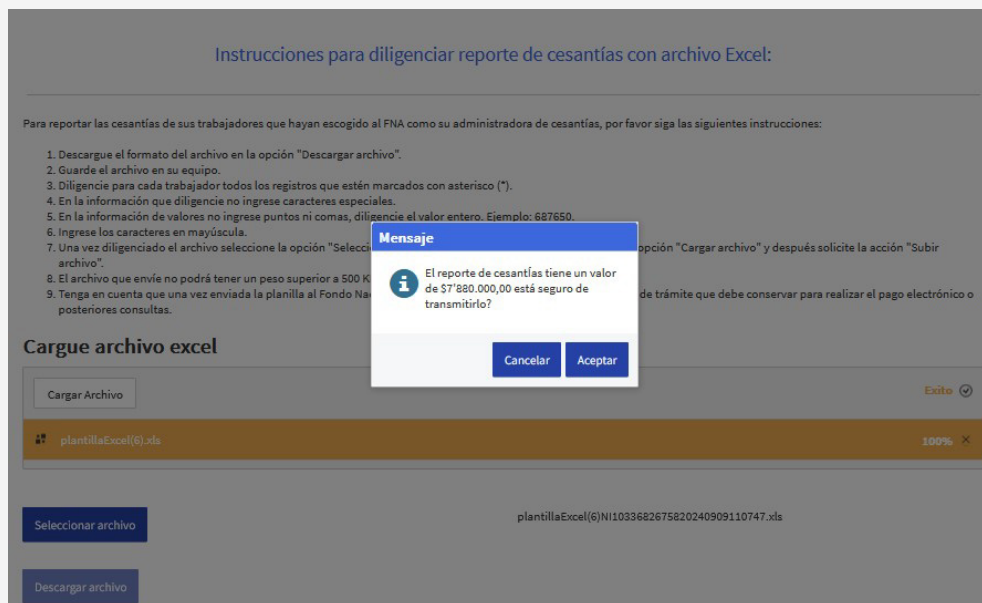 Instrucciones para diligenciar reporte de cesantías con archivo Excel:
Para reportar las cesantías de sus trabajadores que hayan escogido al FNA como su administradora de cesantías, por favor siga las siguientes instrucciones:
1. Descargue el formato del archivo en la opción "Descargar archivo".
2. Guarde el archivo en su equipo.
3. Diligencie para cada trabajador todos los registros que estén marcados con asterisco (*).
4. En la información que diligencie no ingrese caracteres especiales.
5. En la información de valores no ingrese puntos ni comas, diligencie el valor entero. Ejemplo: 687650.
6. Ingrese los caracteres en mayúscula.
7. Una vez diligenciado el archivo seleccione la opción "Selecci opción "Cargar archivo" y después solicite la acción "Subir
archivo".
8. El archivo que envíe no podrá tener un peso superior a 500 K
9. Tenga en cuenta que una vez enviada la planilla al Fondo Na de trámite que debe conservar para realizar el pago electrónico o
posteriores consultas.
Mensaje
El reporte de cesantías tiene un valor
de $7'880.000,00 está seguro de
transmitirlo?
Cancelar Aceptar
Cargue archivo excel
Cargar Archivo Exito
plantillaExcel(6).xls 100% ×
Seleccionar archivo plantillaExcel(6)NI1033682675820240909110747.xls
Descargar archivo